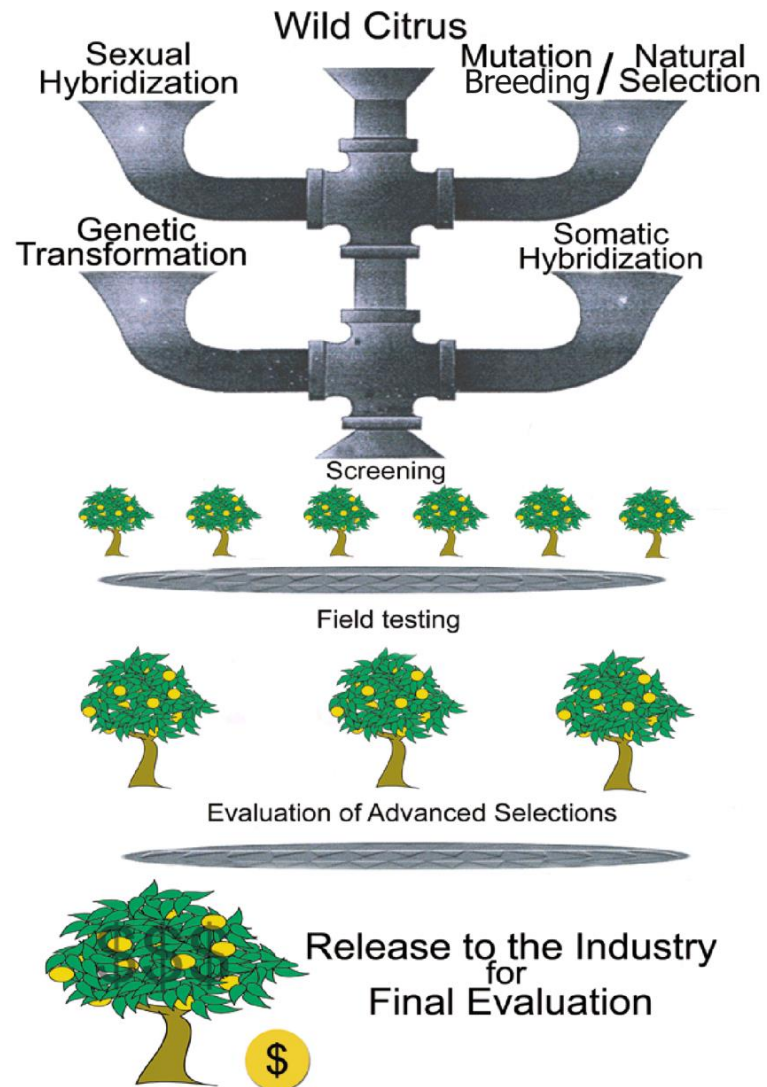 Wild Citrus
Sexual
Hybridization
Mutation / Natural
Breeding Selection
Genetic
Transformation
Somatic
Hybridization
Screening
Field testing
Evaluation of Advanced Selections
$$$
Release to the Industry
for
Final Evaluation
$